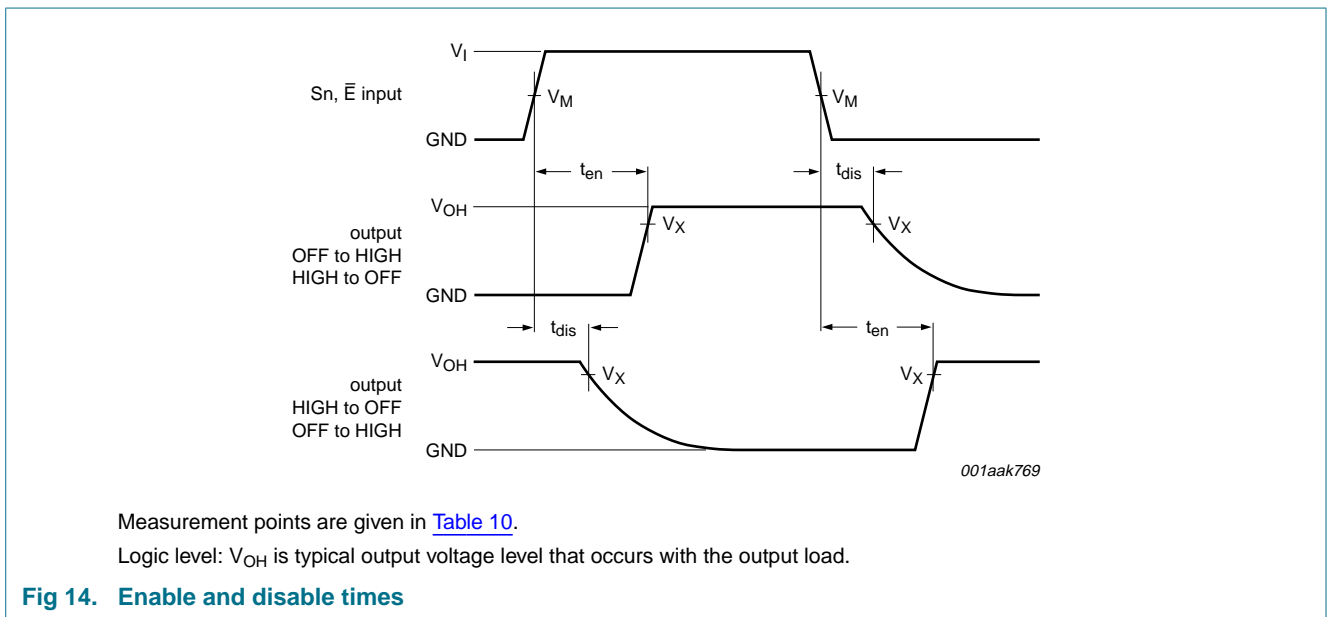 V_I
Sn, E̅ input
V_M
V_M
GND
t_en
t_dis
V_OH
V_X
V_X
output
OFF to HIGH
HIGH to OFF
GND
t_dis
t_en
V_OH
V_X
V_X
output
HIGH to OFF
OFF to HIGH
GND
001aak769
Measurement points are given in Table 10.
Logic level: V_OH is typical output voltage level that occurs with the output load.
Fig 14. Enable and disable times